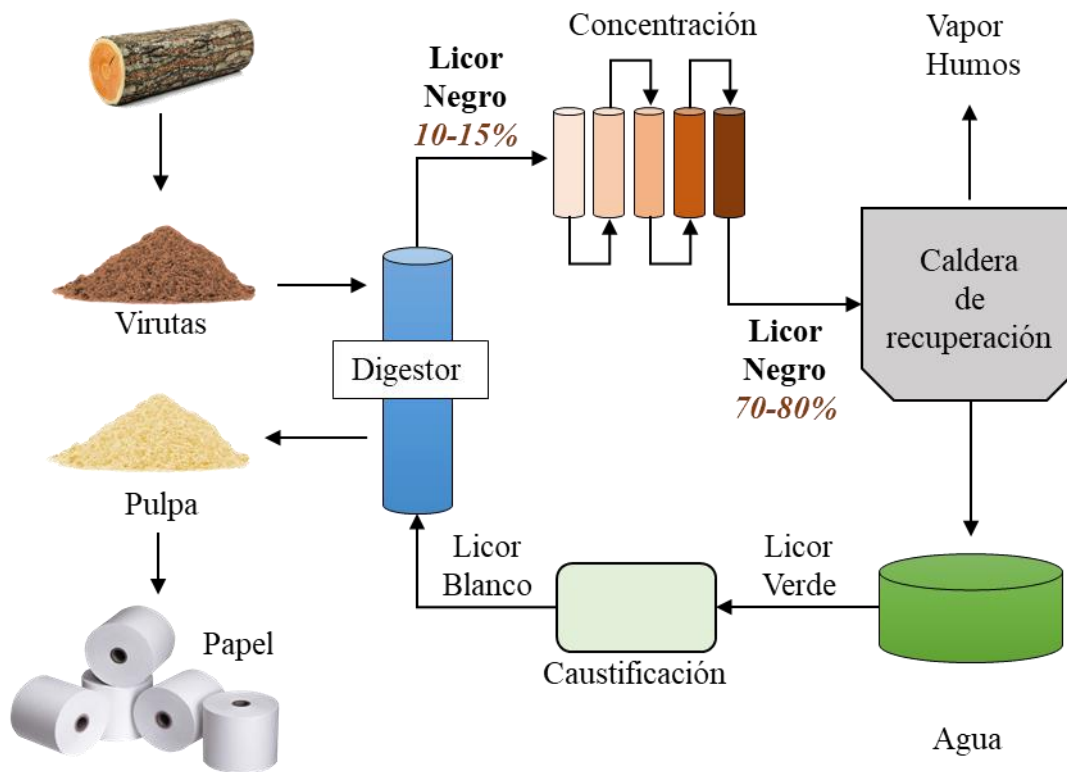 Concentración
Vapor
Humos
Licor
Negro
10-15%
Virutas
Digestor
Caldera
de
recuperación
Licor
Negro
70-80%
Pulpa
Licor
Blanco
Licor
Verde
Papel
Caustificación
Agua